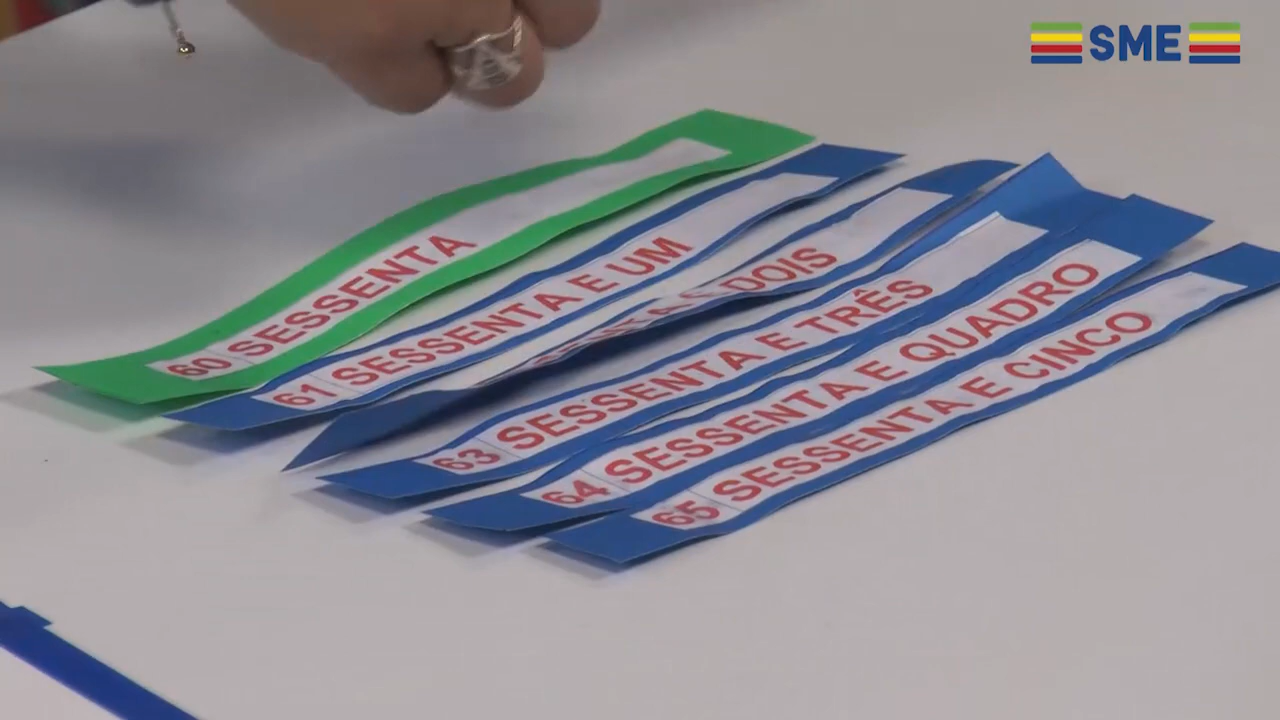 SME
60 SESSENTA
61 SESSENTA E UM
DOIS
63 SESSENTA E TRÊS
64 SESSENTA E QUADRO
65 SESSENTA E CINCO